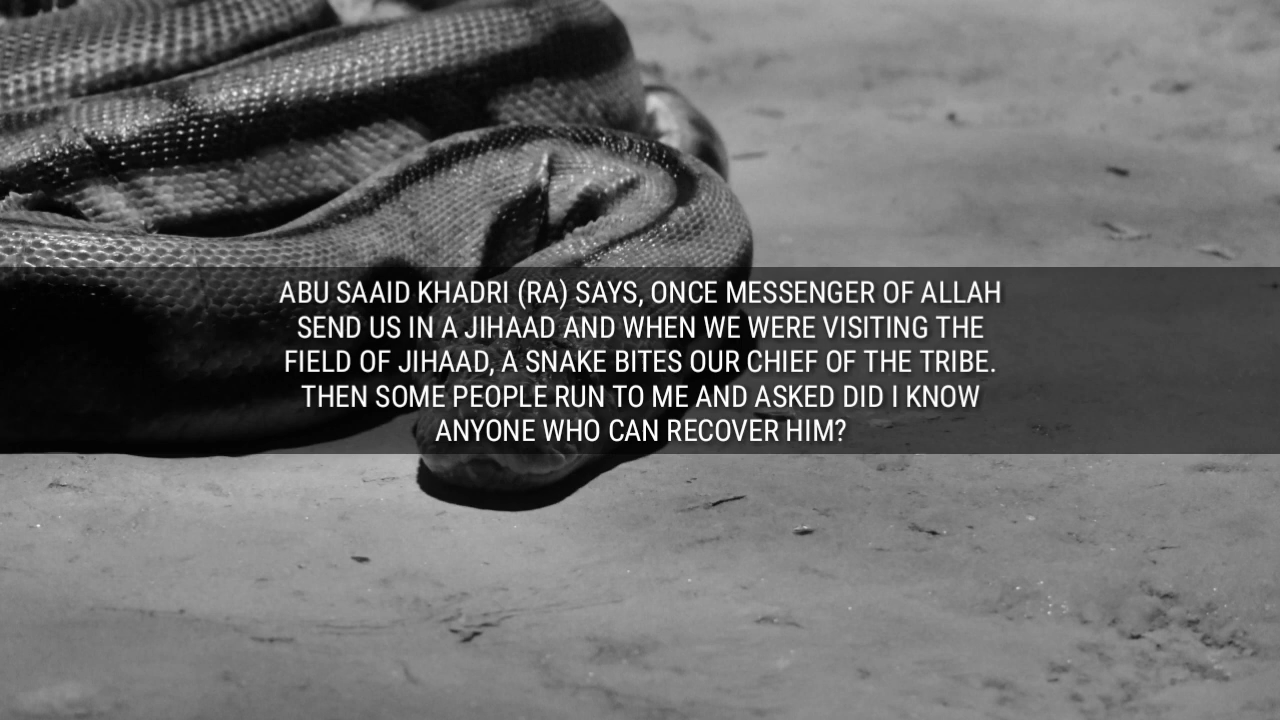 ABU SAAID KHADRI (RA) SAYS, ONCE MESSENGER OF ALLAH
SEND US IN A JIHAAD AND WHEN WE WERE VISITING THE
FIELD OF JIHAAD, A SNAKE BITES OUR CHIEF OF THE TRIBE.
THEN SOME PEOPLE RUN TO ME AND ASKED DID I KNOW
ANYONE WHO CAN RECOVER HIM?